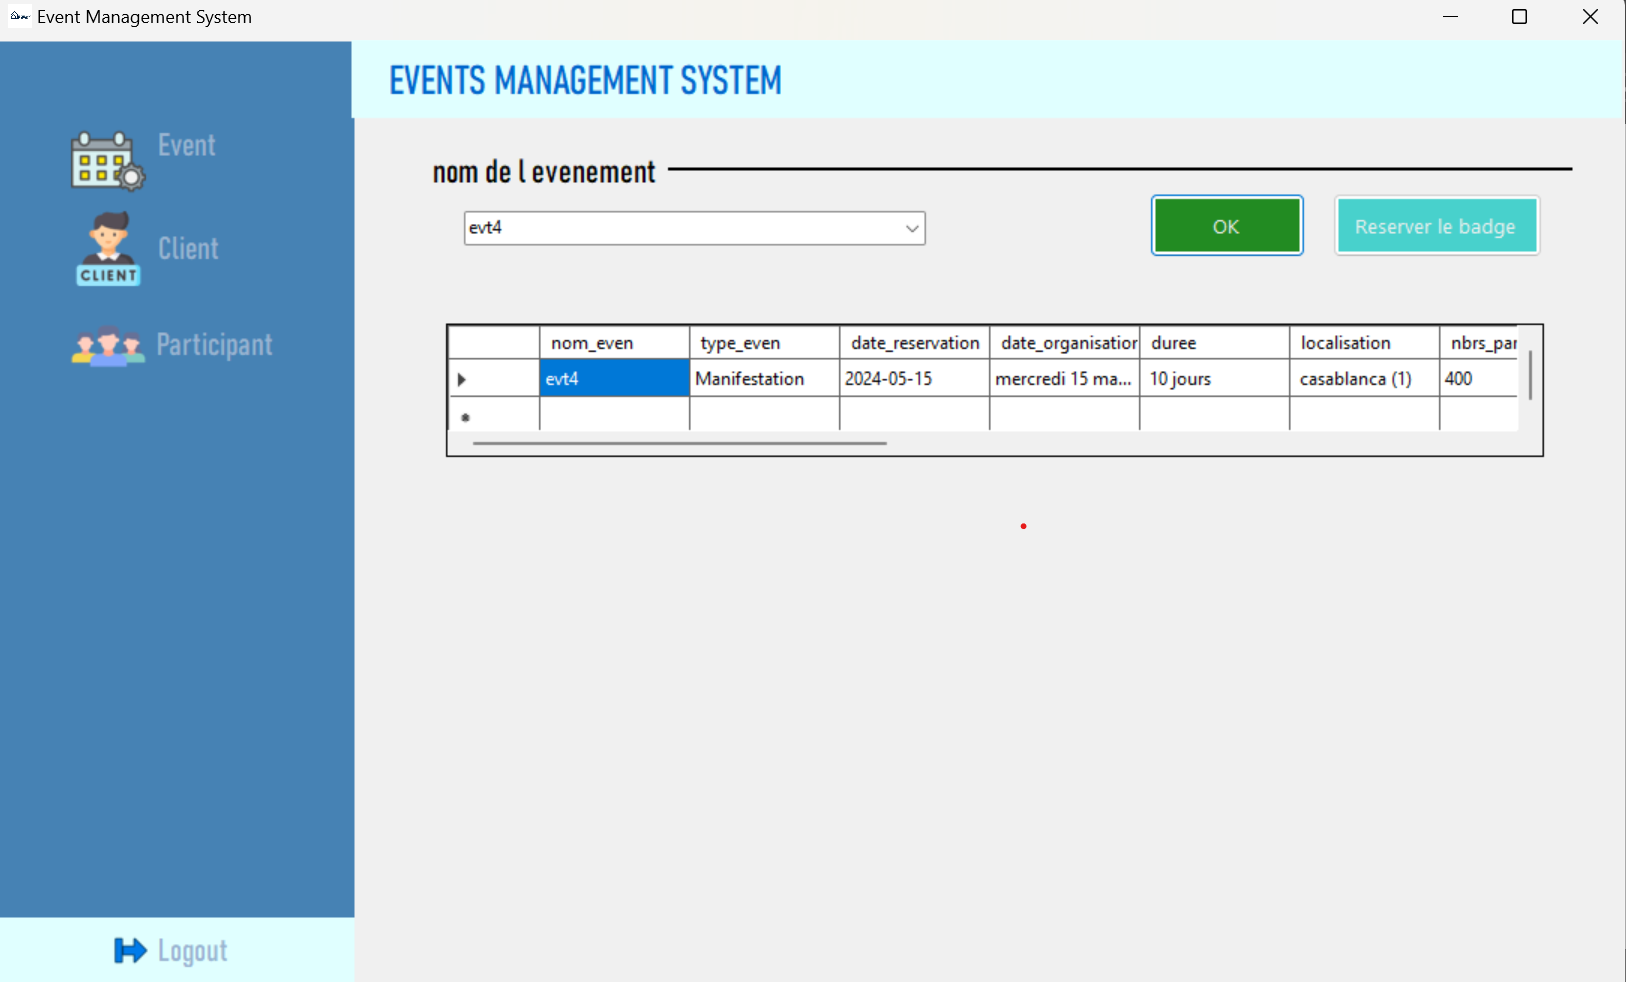 Event Management System
EVENTS MANAGEMENT SYSTEM
Event
CLIENT
Client
Participant
Logout
nom de l evenement
evt4
OK
Reserver le badge
nom_even type_even date_reservation date_organisation duree localisation nbrs_par
evt4 Manifestation 2024-05-15 mercredi 15 ma... 10 jours casablanca (1) 400